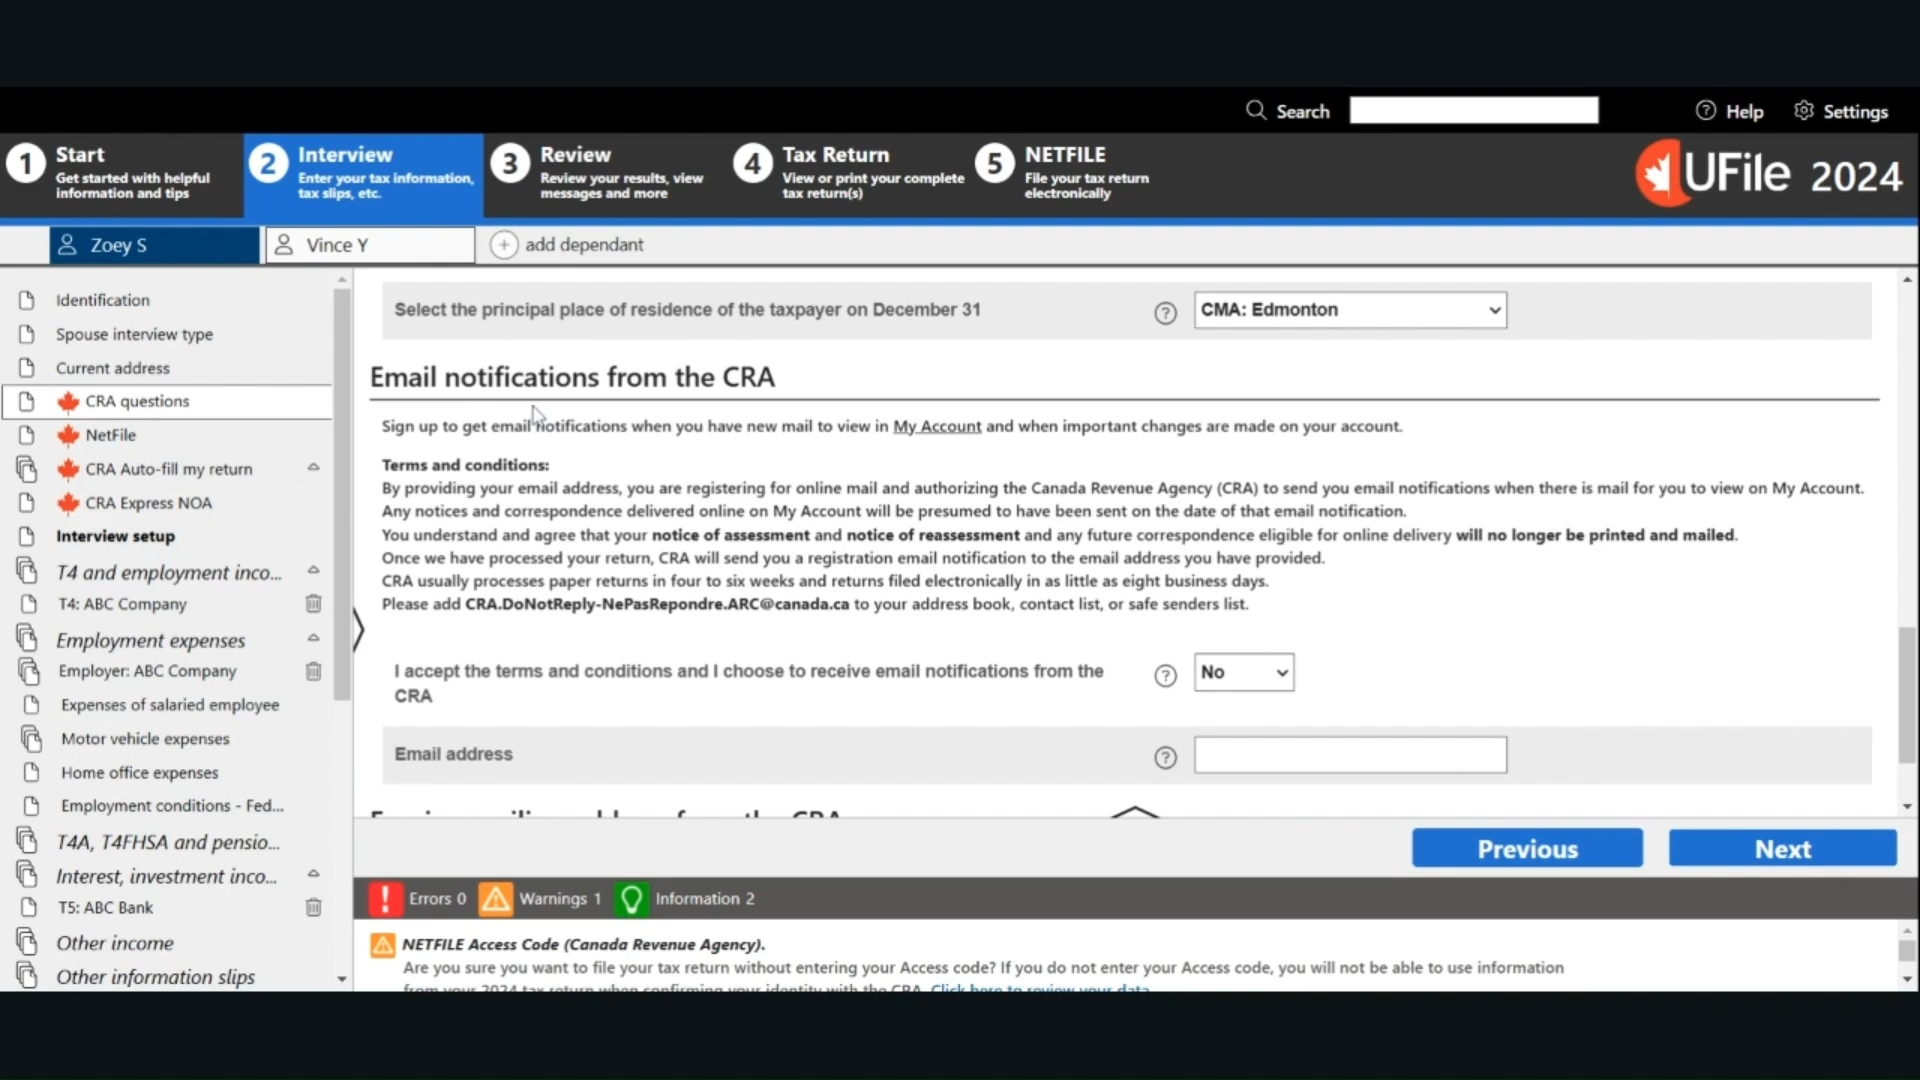 Search
Help
Settings
1
Start
Get started with helpful
information and tips
2
Interview
Enter your tax information,
tax slips, etc.
3
Review
Review your results, view
messages and more
4
Tax Return
View or print your complete
tax return(s)
5
NETFILE
File your tax return
electronically
UFile 2024
Zoey S
Vince Y
add dependant
Identification
Spouse interview type
Current address
CRA questions
NetFile
CRA Auto-fill my return
CRA Express NOA
Interview setup
T4 and employment inco...
T4: ABC Company
Employment expenses
Employer: ABC Company
Expenses of salaried employee
Motor vehicle expenses
Home office expenses
Employment conditions - Fed...
T4A, T4FHSA and pensio...
Interest, investment inco...
T5: ABC Bank
Other income
Other information slips
Select the principal place of residence of the taxpayer on December 31
CMA: Edmonton
Email notifications from the CRA
Sign up to get email notifications when you have new mail to view in My Account and when important changes are made on your account.
Terms and conditions:
By providing your email address, you are registering for online mail and authorizing the Canada Revenue Agency (CRA) to send you email notifications when there is mail for you to view on My Account.
Any notices and correspondence delivered online on My Account will be presumed to have been sent on the date of that email notification.
You understand and agree that your notice of assessment and notice of reassessment and any future correspondence eligible for online delivery will no longer be printed and mailed.
Once we have processed your return, CRA will send you a registration email notification to the email address you have provided.
CRA usually processes paper returns in four to six weeks and returns filed electronically in as little as eight business days.
Please add CRA.DoNotReply-NePasRepondre.ARC@canada.ca to your address book, contact list, or safe senders list.
I accept the terms and conditions and I choose to receive email notifications from the
CRA
No
Email address
Previous
Next
Errors 0
Warnings 1
Information 2
NETFILE Access Code (Canada Revenue Agency).
Are you sure you want to file your tax return without entering your Access code? If you do not enter your Access code, you will not be able to use information
from your 2024 tax return when confirming your identity with the CRA. Click here to review your data.